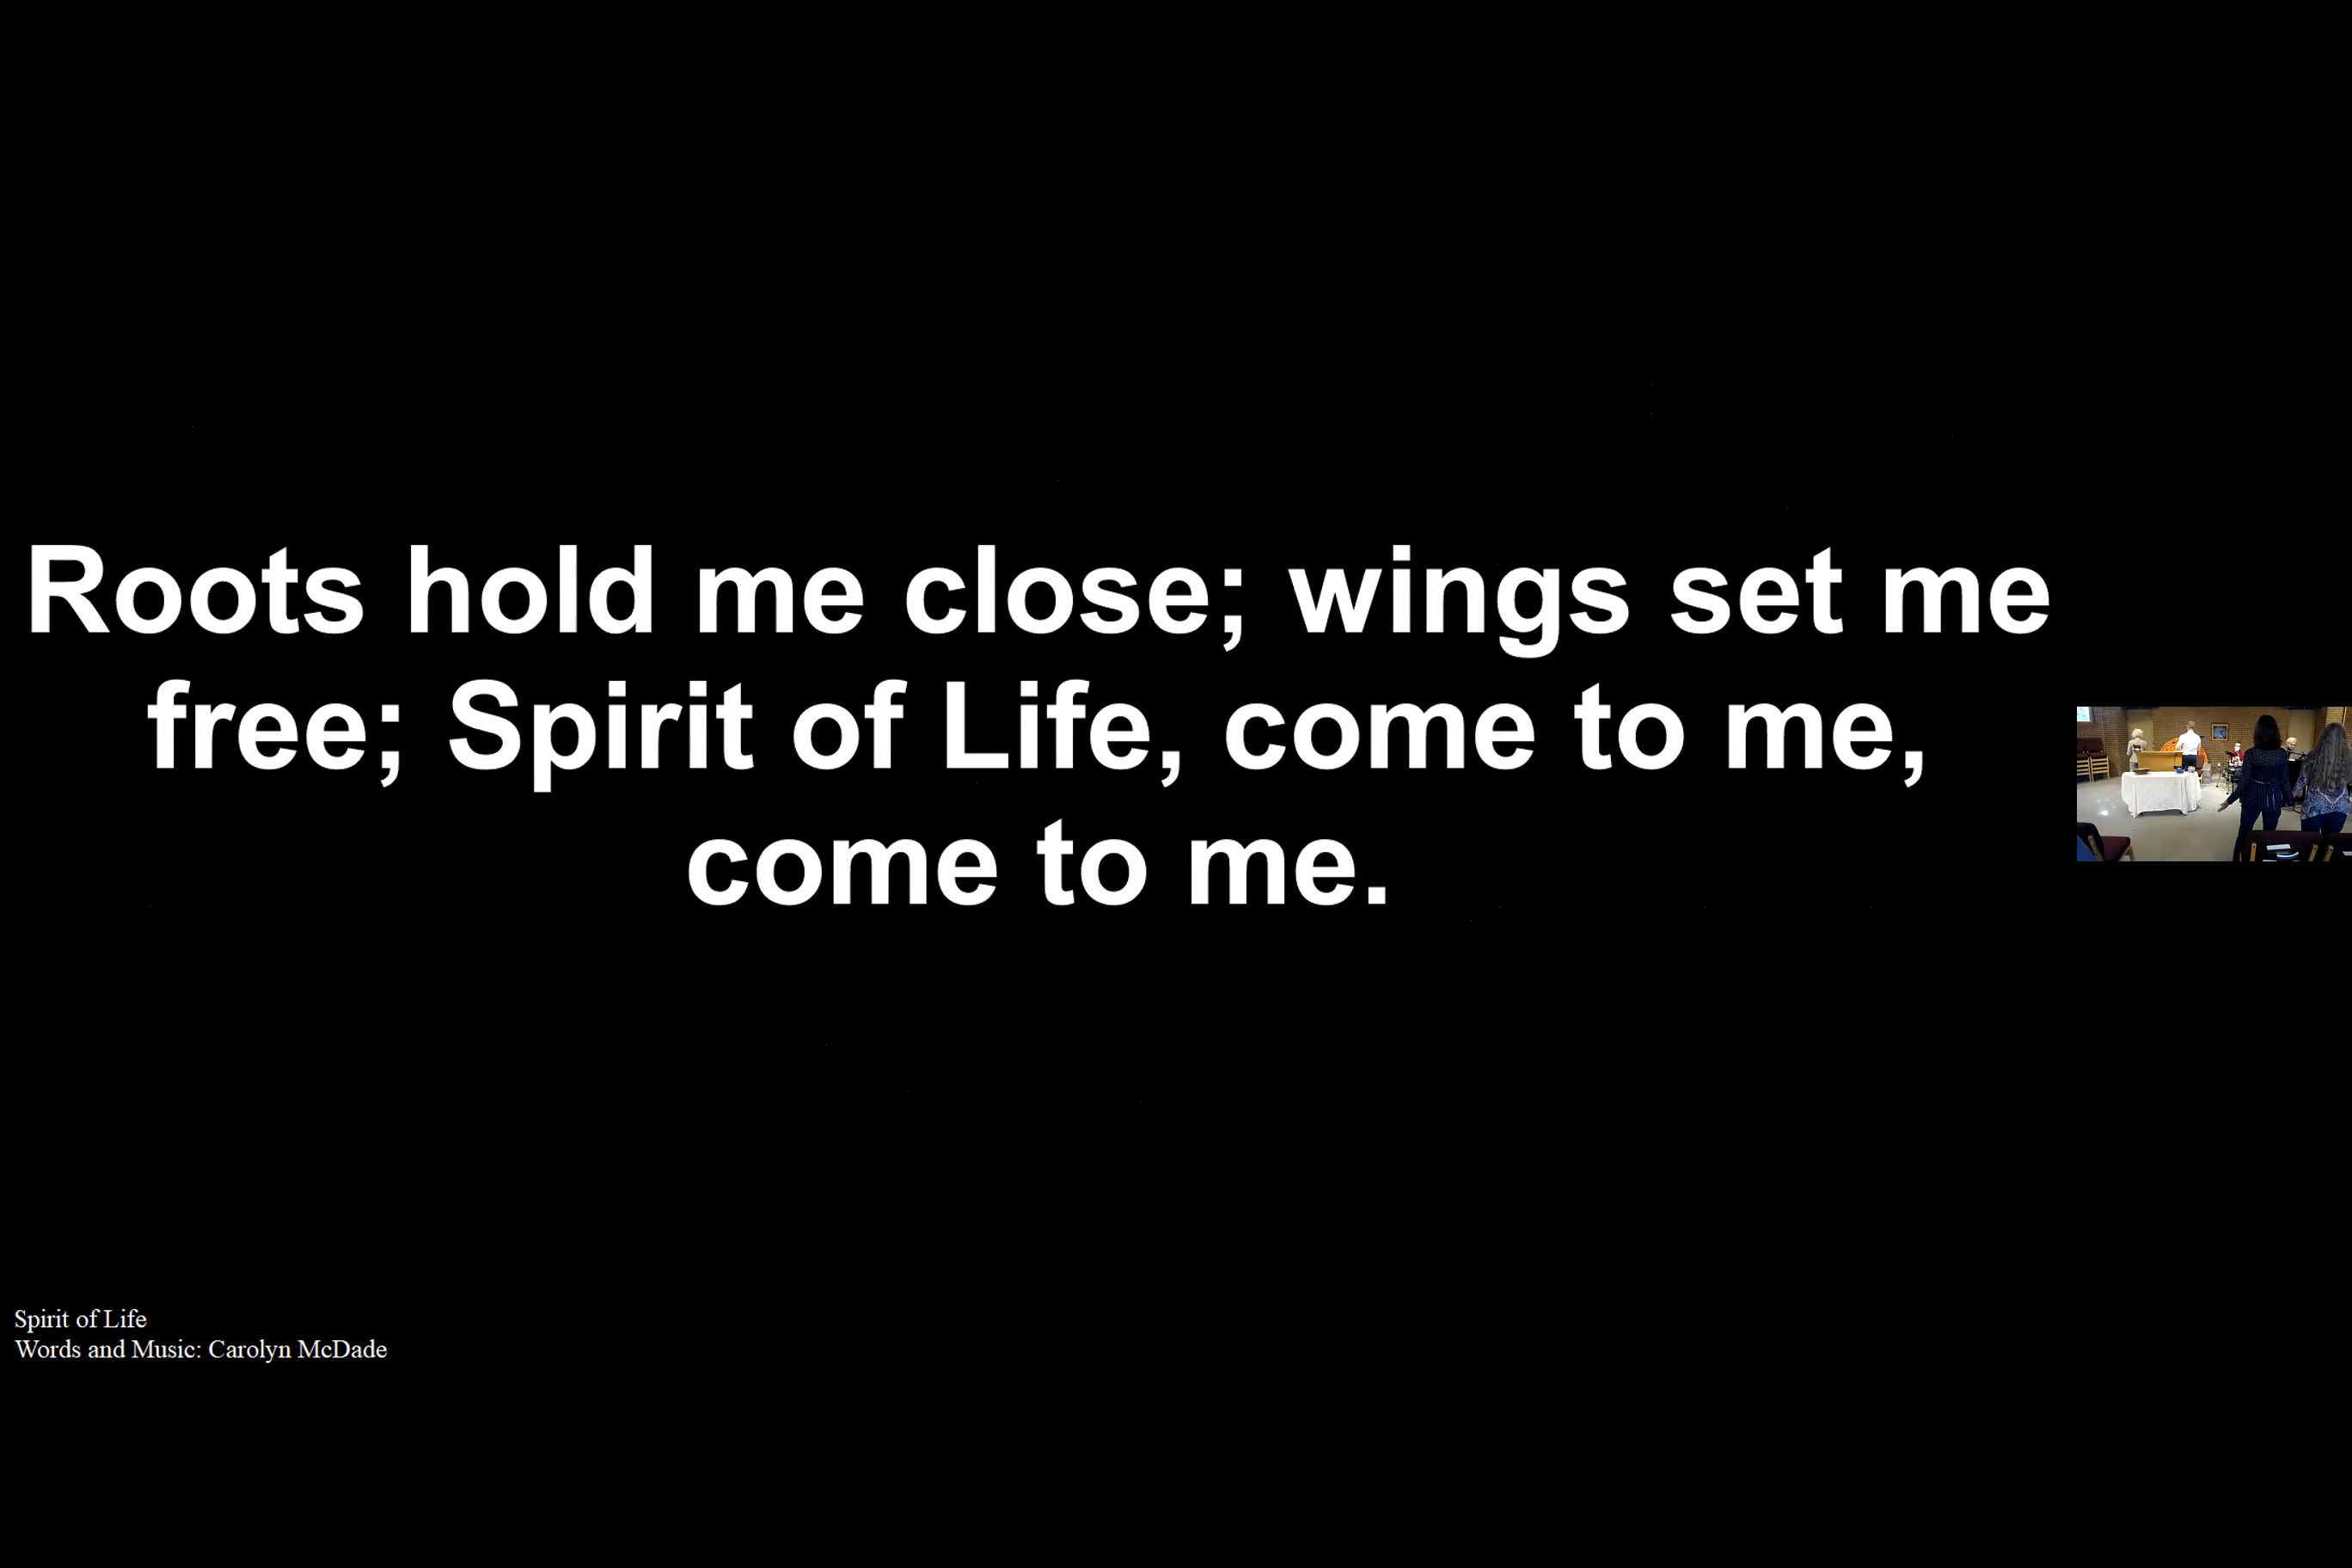 Roots hold me close; wings set me
free; Spirit of Life, come to me,
come to me.
Spirit of Life
Words and Music: Carolyn McDade